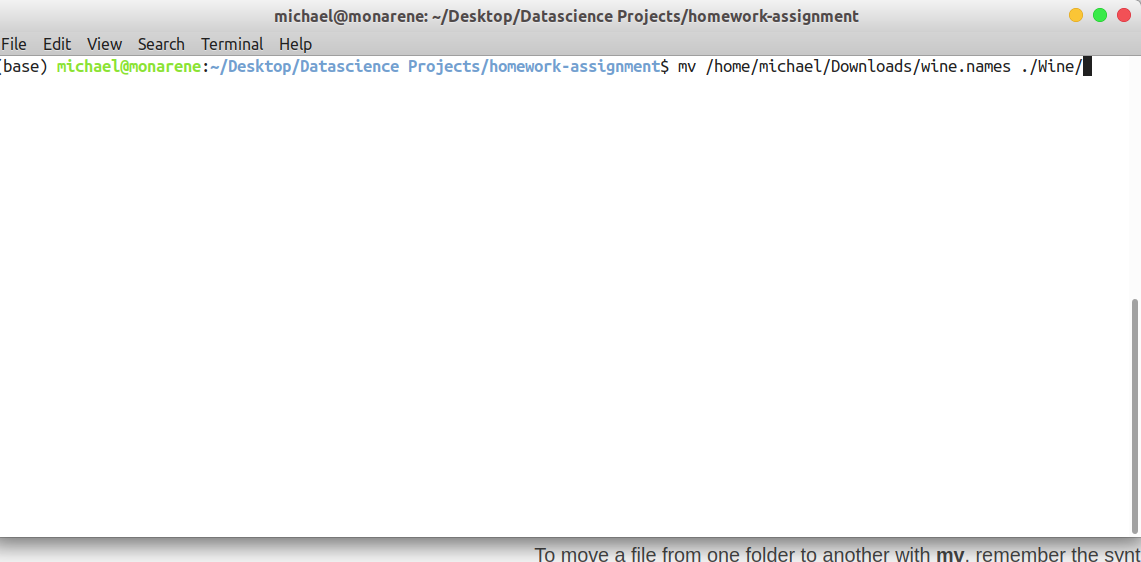 michael@monarene: ~/Desktop/Datascience Projects/homework-assignment
File Edit View Search Terminal Help
(base) michael@monarene:~/Desktop/Datascience Projects/homework-assignment$ mv /home/michael/Downloads/wine.names ./Wine/
To move a file from one folder to another with mv, remember the synt